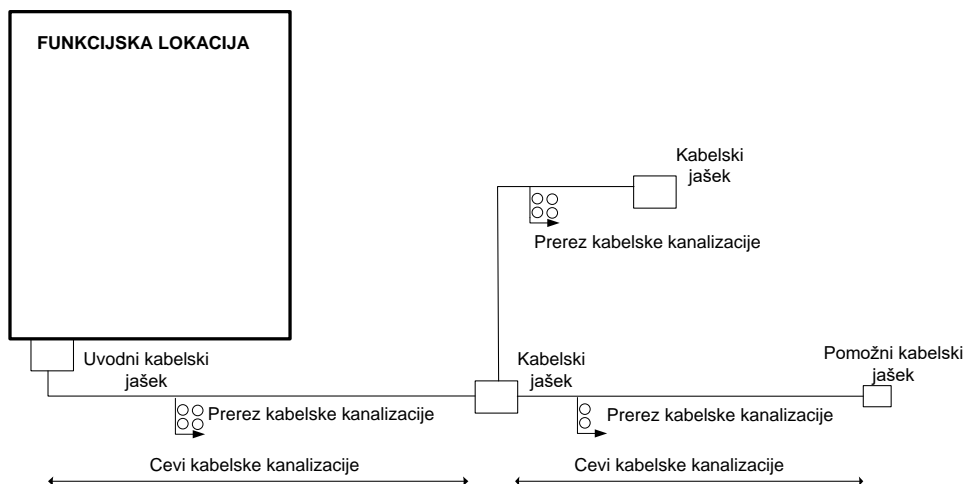 FUNKCIJSKA LOKACIJA
Kabelski
jašek
Prerez kabelske kanalizacije
Uvodni kabelski
jašek
Kabelski
jašek
Pomožni kabelski
jašek
Prerez kabelske kanalizacije
Prerez kabelske kanalizacije
Cevi kabelske kanalizacije
Cevi kabelske kanalizacije